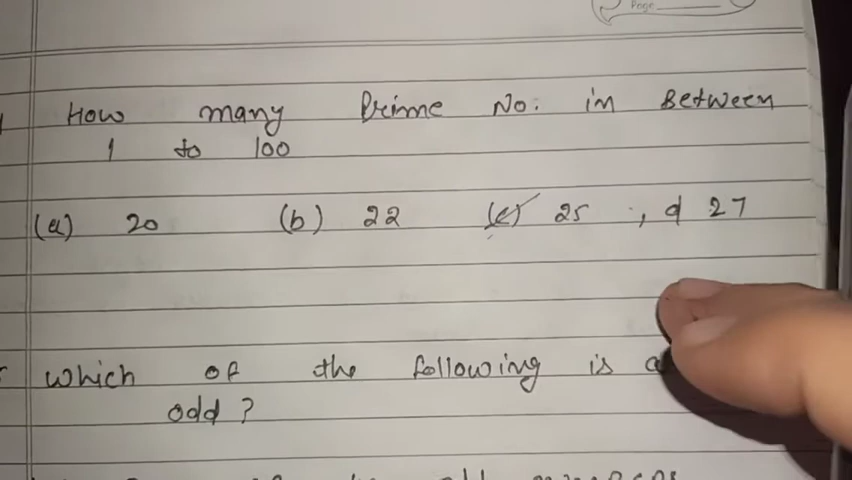 Page
How many Prime No. in Between
1 to 100
(a) 20 (b) 22 (c) 25 , d 27
which of the following is a
odd ?